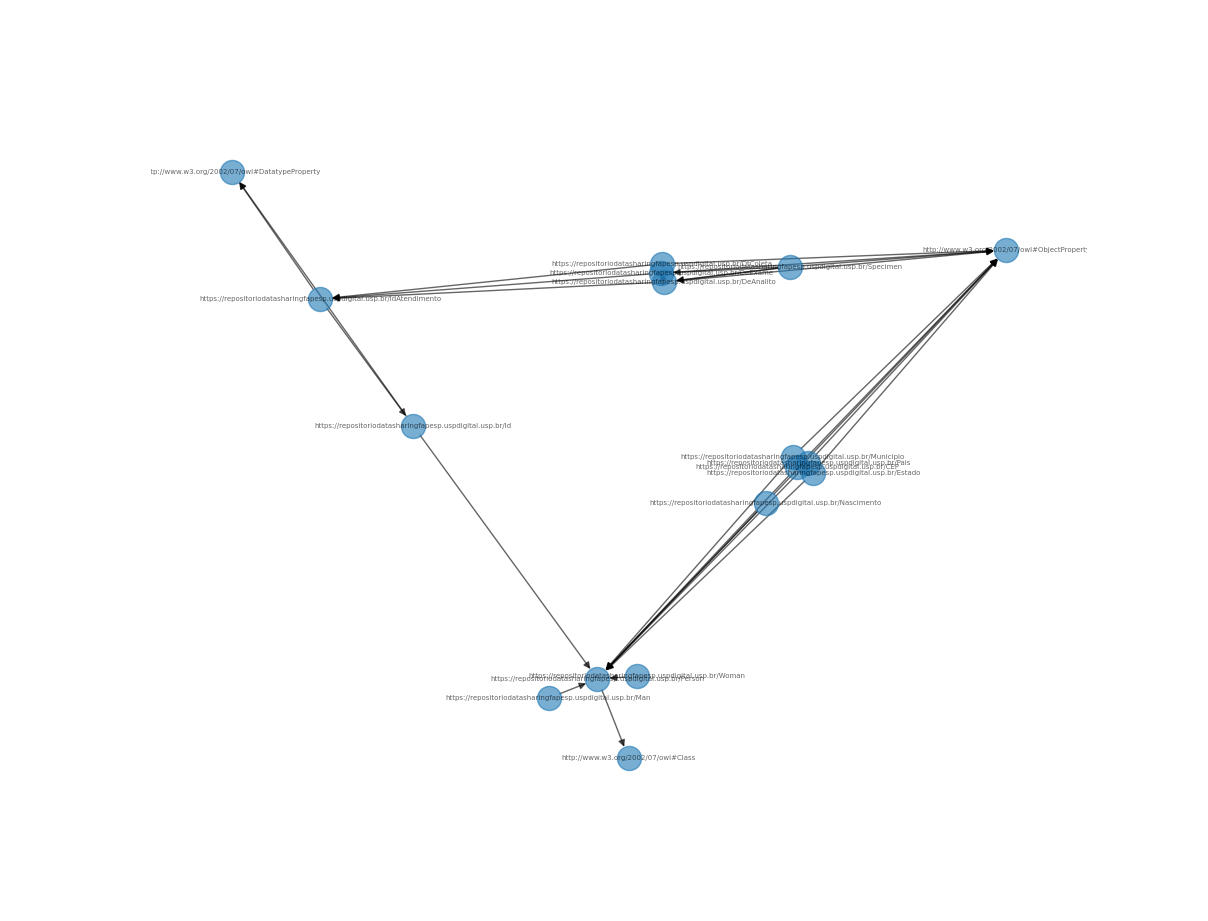 tp://www.w3.org/2002/07/owl#DatatypeProperty
http://www.w3.org/2002/07/owl#ObjectProperty
https://repositoriodatasharingfapesp.uspdigital.usp.br/DtColeta
https://repositoriodatasharingfapesp.uspdigital.usp.br/Specimen
https://repositoriodatasharingfapesp.uspdigital.usp.br/DeExame
https://repositoriodatasharingfapesp.uspdigital.usp.br/DeAnalito
https://repositoriodatasharingfapesp.uspdigital.usp.br/IdAtendimento
https://repositoriodatasharingfapesp.uspdigital.usp.br/Id
https://repositoriodatasharingfapesp.uspdigital.usp.br/Municipio
https://repositoriodatasharingfapesp.uspdigital.usp.br/Pais
https://repositoriodatasharingfapesp.uspdigital.usp.br/CEP
https://repositoriodatasharingfapesp.uspdigital.usp.br/Estado
https://repositoriodatasharingfapesp.uspdigital.usp.br/Nascimento
https://repositoriodatasharingfapesp.uspdigital.usp.br/Woman
https://repositoriodatasharingfapesp.uspdigital.usp.br/Person
https://repositoriodatasharingfapesp.uspdigital.usp.br/Man
http://www.w3.org/2002/07/owl#Class